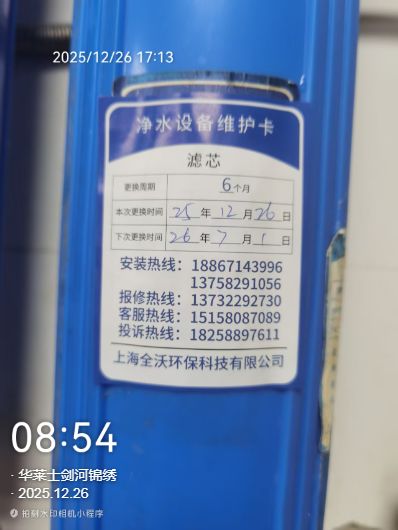 2025/12/26 17:13
净水设备维护卡
滤芯
更换周期 6个月
本次更换时间 25 年 12 月 26 日
下次更换时间 26 年 7 月 1 日
安装热线：18867143996
13758291056
报修热线：13732292730
客服热线：15158087089
投诉热线：18258897611
上海全沃环保科技有限公司
08:54
· 华莱士剑河锦绣
· 2025.12.26
拍刻水印相机小程序